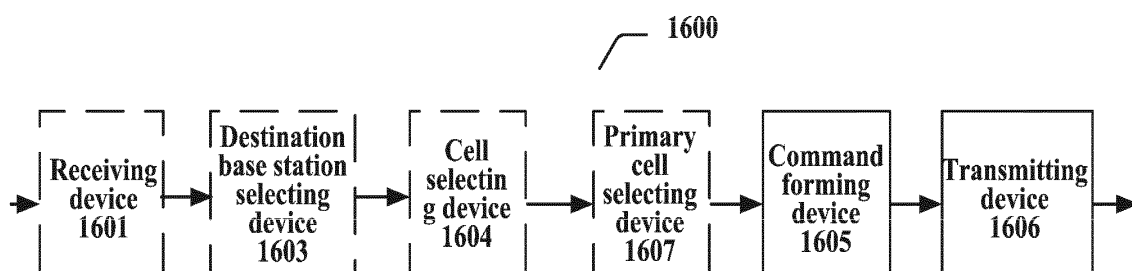 1600
Receiving
device
1601
Destination
base station
selecting
device
1603
Cell
selectin
g device
1604
Primary
cell
selecting
device
1607
Command
forming
device
1605
Transmitting
device
1606